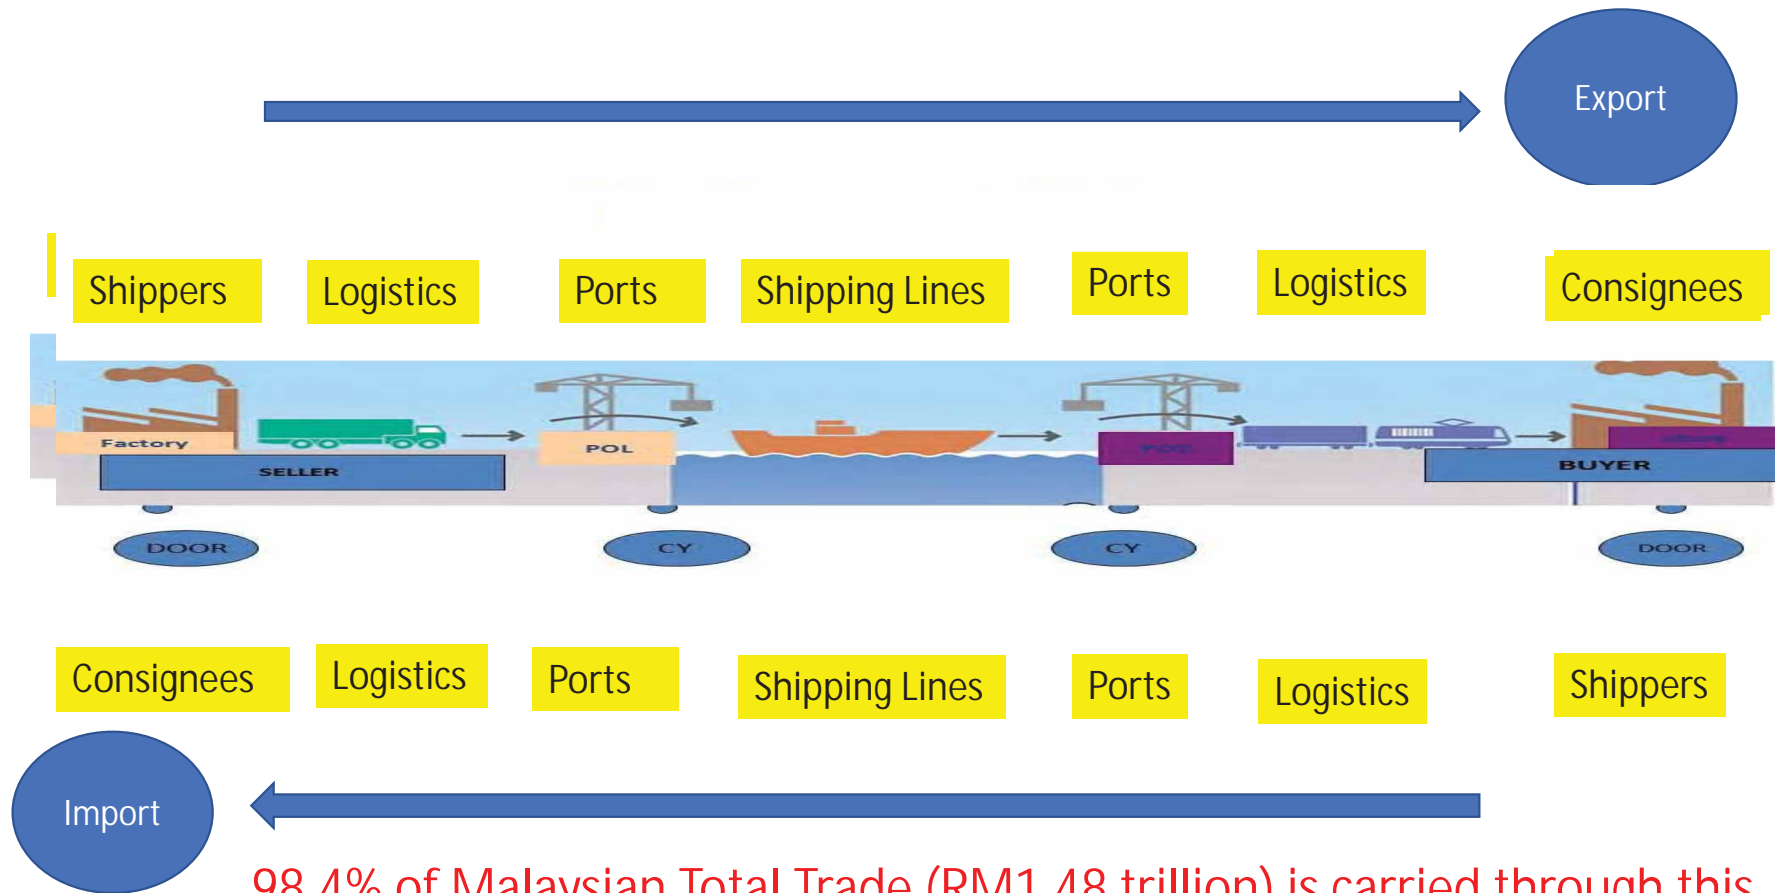 Export
Shippers
Logistics
Ports
Shipping Lines
Ports
Logistics
Consignees
Factory
POL
SELLER
BUYER
DOOR
CY
CY
DOOR
Consignees
Logistics
Ports
Shipping Lines
Ports
Logistics
Shippers
Import
98.4% of Malaysian Total Trade (RM1.48 trillion) is carried through this